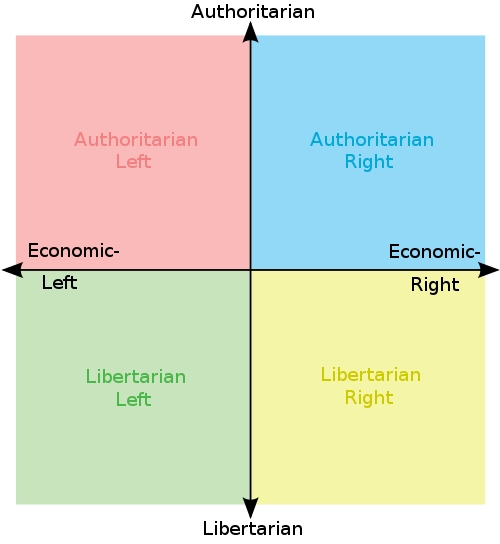 Authoritarian
Authoritarian
Left
Authoritarian
Right
Economic-
Left
Economic-
Right
Libertarian
Left
Libertarian
Right
Libertarian